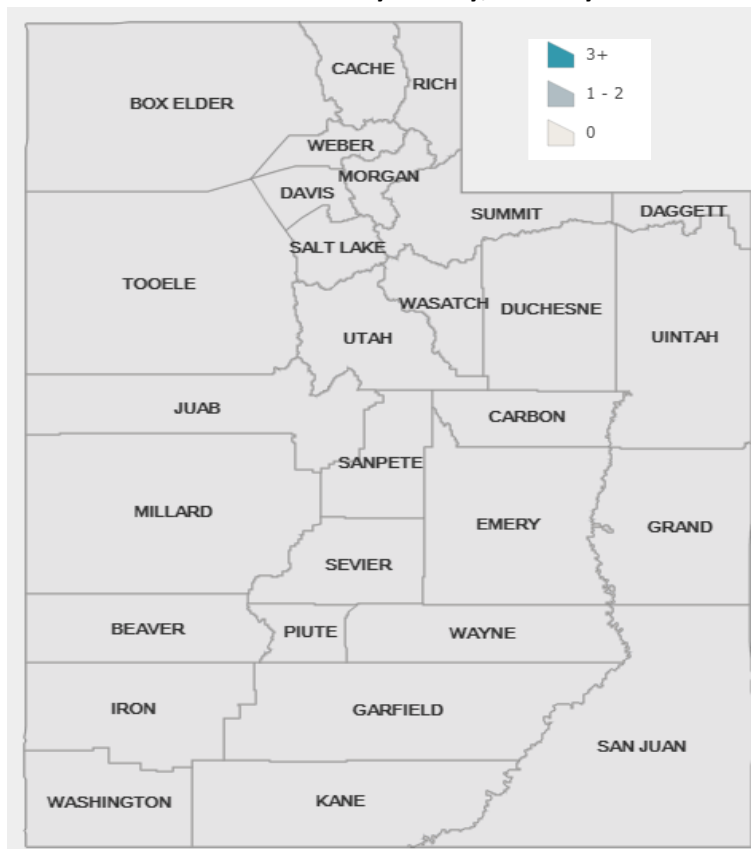 3+
1 - 2
0
CACHE
RICH
BOX ELDER
WEBER
MORGAN
DAVIS
SUMMIT
DAGGETT
SALT LAKE
TOOELE
WASATCH
DUCHESNE
UINTAH
UTAH
JUAB
CARBON
SANPETE
MILLARD
EMERY
GRAND
SEVIER
BEAVER
PIUTE
WAYNE
IRON
GARFIELD
SAN JUAN
WASHINGTON
KANE